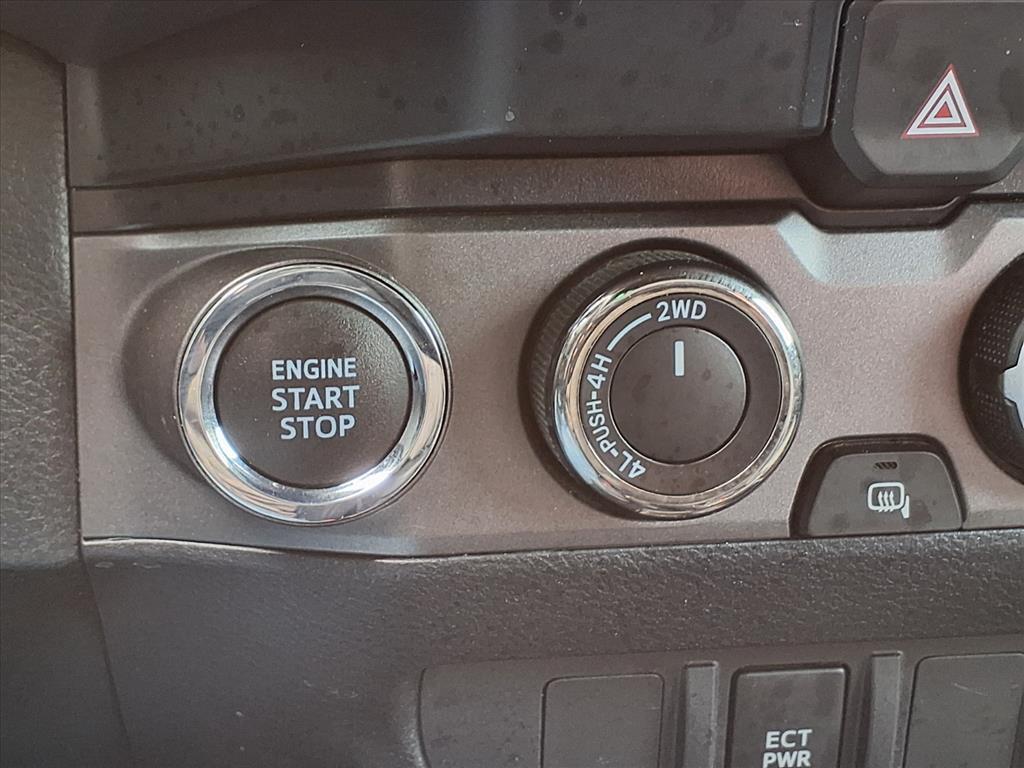 ENGINE
START
STOP
2WD
4L-PUSH-4H
ECT
PWR